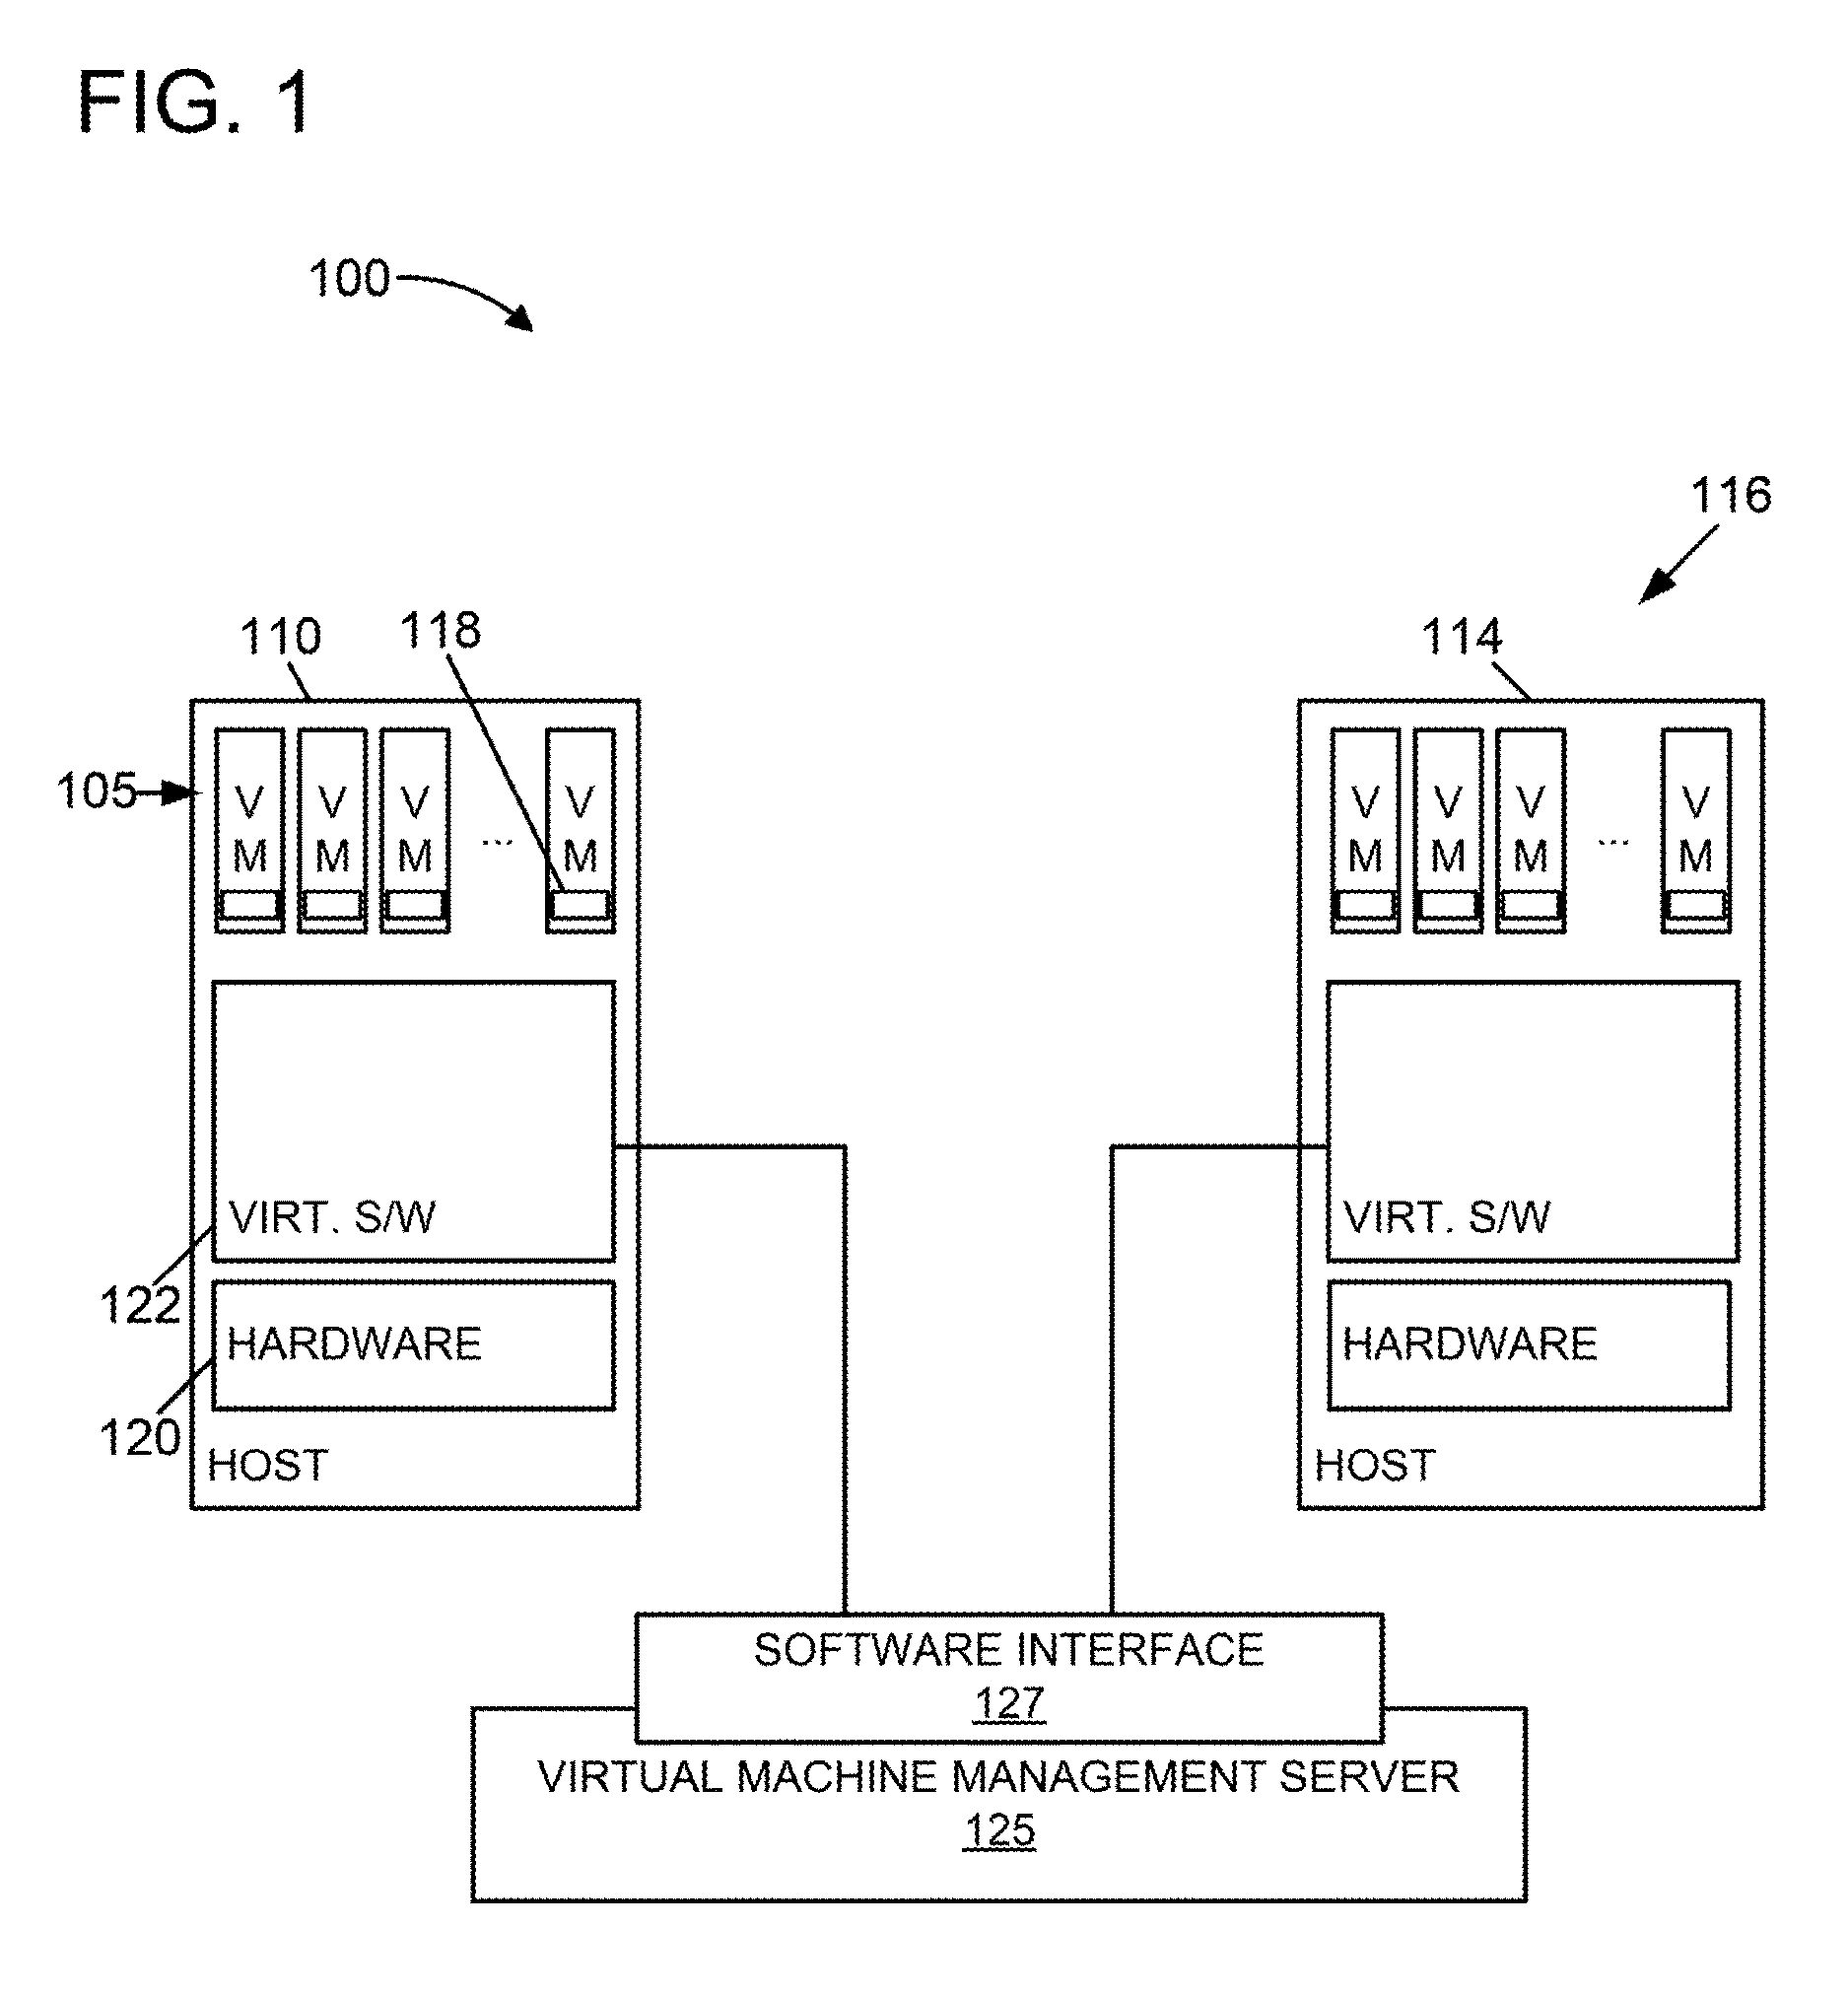 FIG. 1
100
116
110
118
114
105
V M
V M
V M
...
V M
V M
V M
V M
...
V M
VIRT. S/W
VIRT. S/W
122
HARDWARE
HARDWARE
120
HOST
HOST
SOFTWARE INTERFACE
127
VIRTUAL MACHINE MANAGEMENT SERVER
125